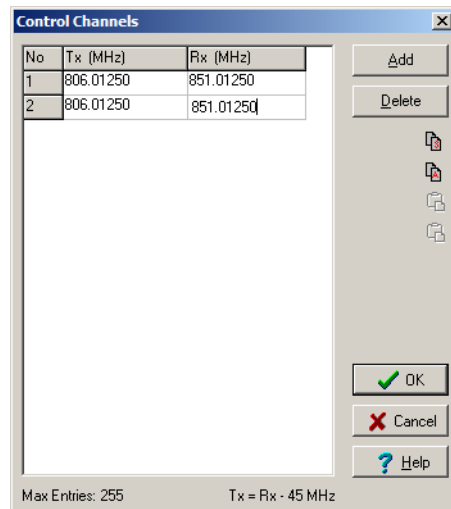 Control Channels
No Tx (MHz) Rx (MHz)
1 806.01250 851.01250
2 806.01250 851.01250
Add
Delete
OK
Cancel
Help
Max Entries: 255 Tx = Rx - 45 MHz